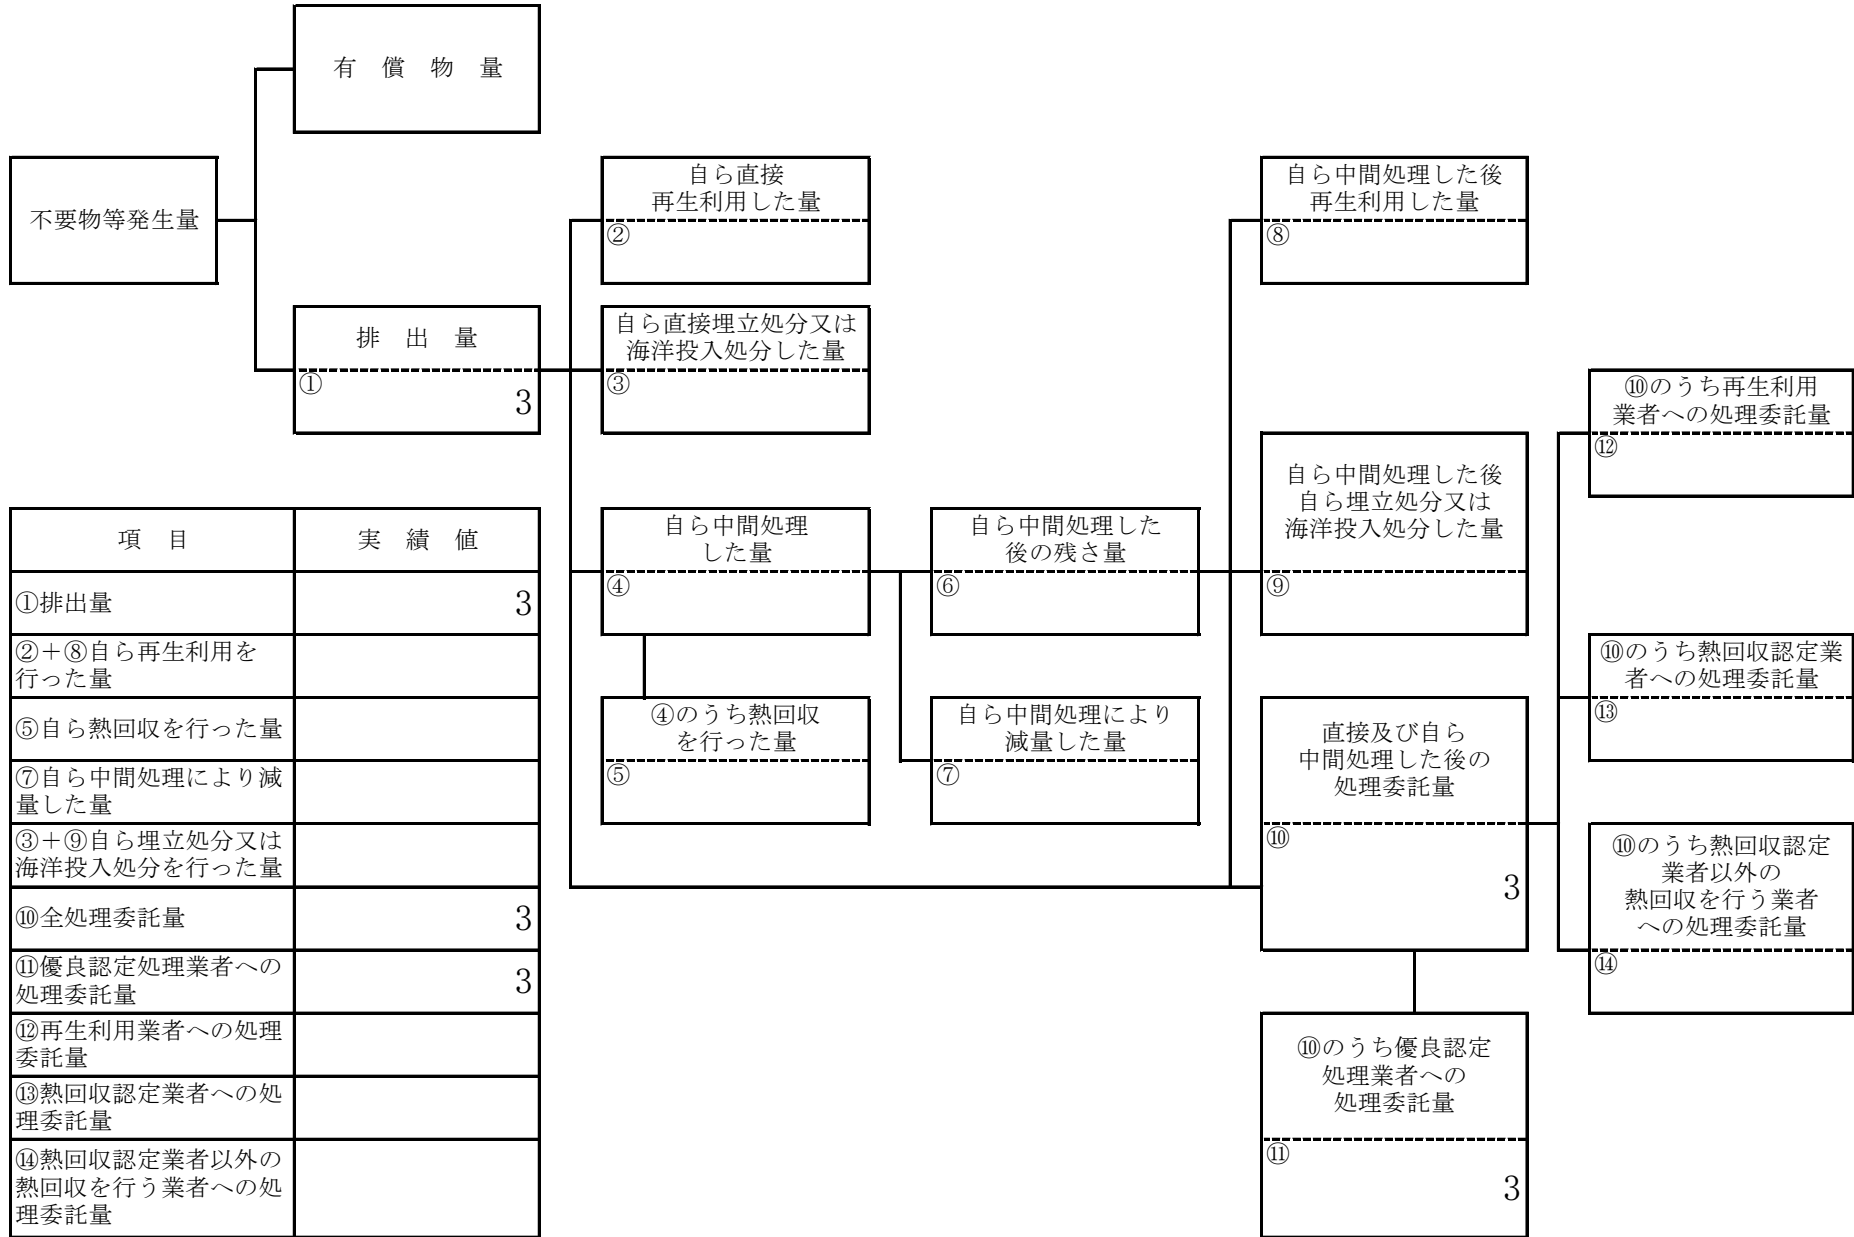 有　償　物　量
不要物等発生量
排　出　量
①
3
自ら直接
再生利用した量
②
自ら直接埋立処分又は
海洋投入処分した量
③
自ら中間処理
した量
④
④のうち熱回収
を行った量
⑤
自ら中間処理した
後の残さ量
⑥
自ら中間処理により
減量した量
⑦
自ら中間処理した後
再生利用した量
⑧
自ら中間処理した後
自ら埋立処分又は
海洋投入処分した量
⑨
直接及び自ら
中間処理した後の
処理委託量
⑩
3
⑩のうち優良認定
処理業者への
処理委託量
⑪
3
⑩のうち再生利用
業者への処理委託量
⑫
⑩のうち熱回収認定業
者への処理委託量
⑬
⑩のうち熱回収認定
業者以外の
熱回収を行う業者
への処理委託量
⑭
項　目　実　績　値
①排出量　3
②＋⑧自ら再生利用を
行った量
⑤自ら熱回収を行った量
⑦自ら中間処理により減
量した量
③＋⑨自ら埋立処分又は
海洋投入処分を行った量
⑩全処理委託量　3
⑪優良認定処理業者への
処理委託量　3
⑫再生利用業者への処理
委託量
⑬熱回収認定業者への処
理委託量
⑭熱回収認定業者以外の
熱回収を行う業者への処
理委託量